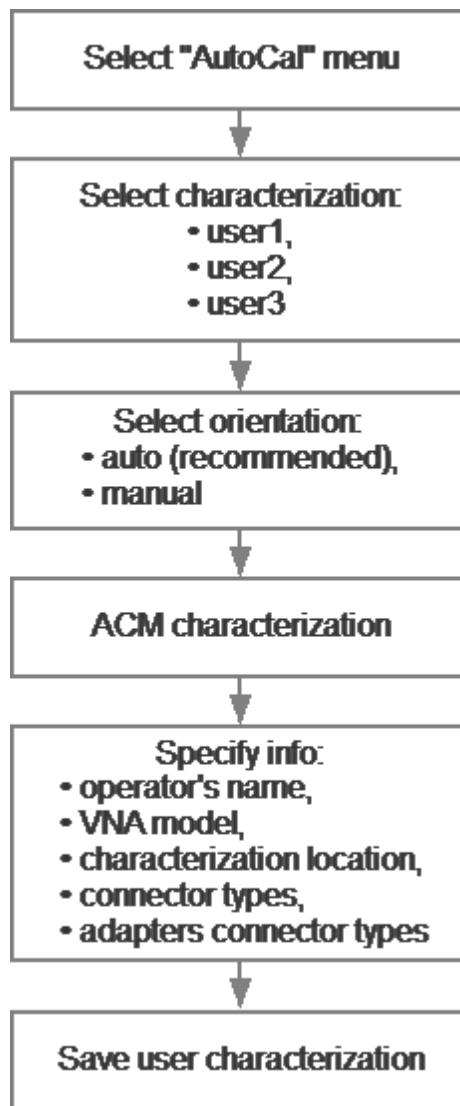 Select "AutoCal" menu
Select characterization:
• user1,
• user2,
• user3
Select orientation:
• auto (recommended),
• manual
ACM characterization
Specify info:
• operator's name,
• VNA model,
• characterization location,
• connector types,
• adapters connector types
Save user characterization